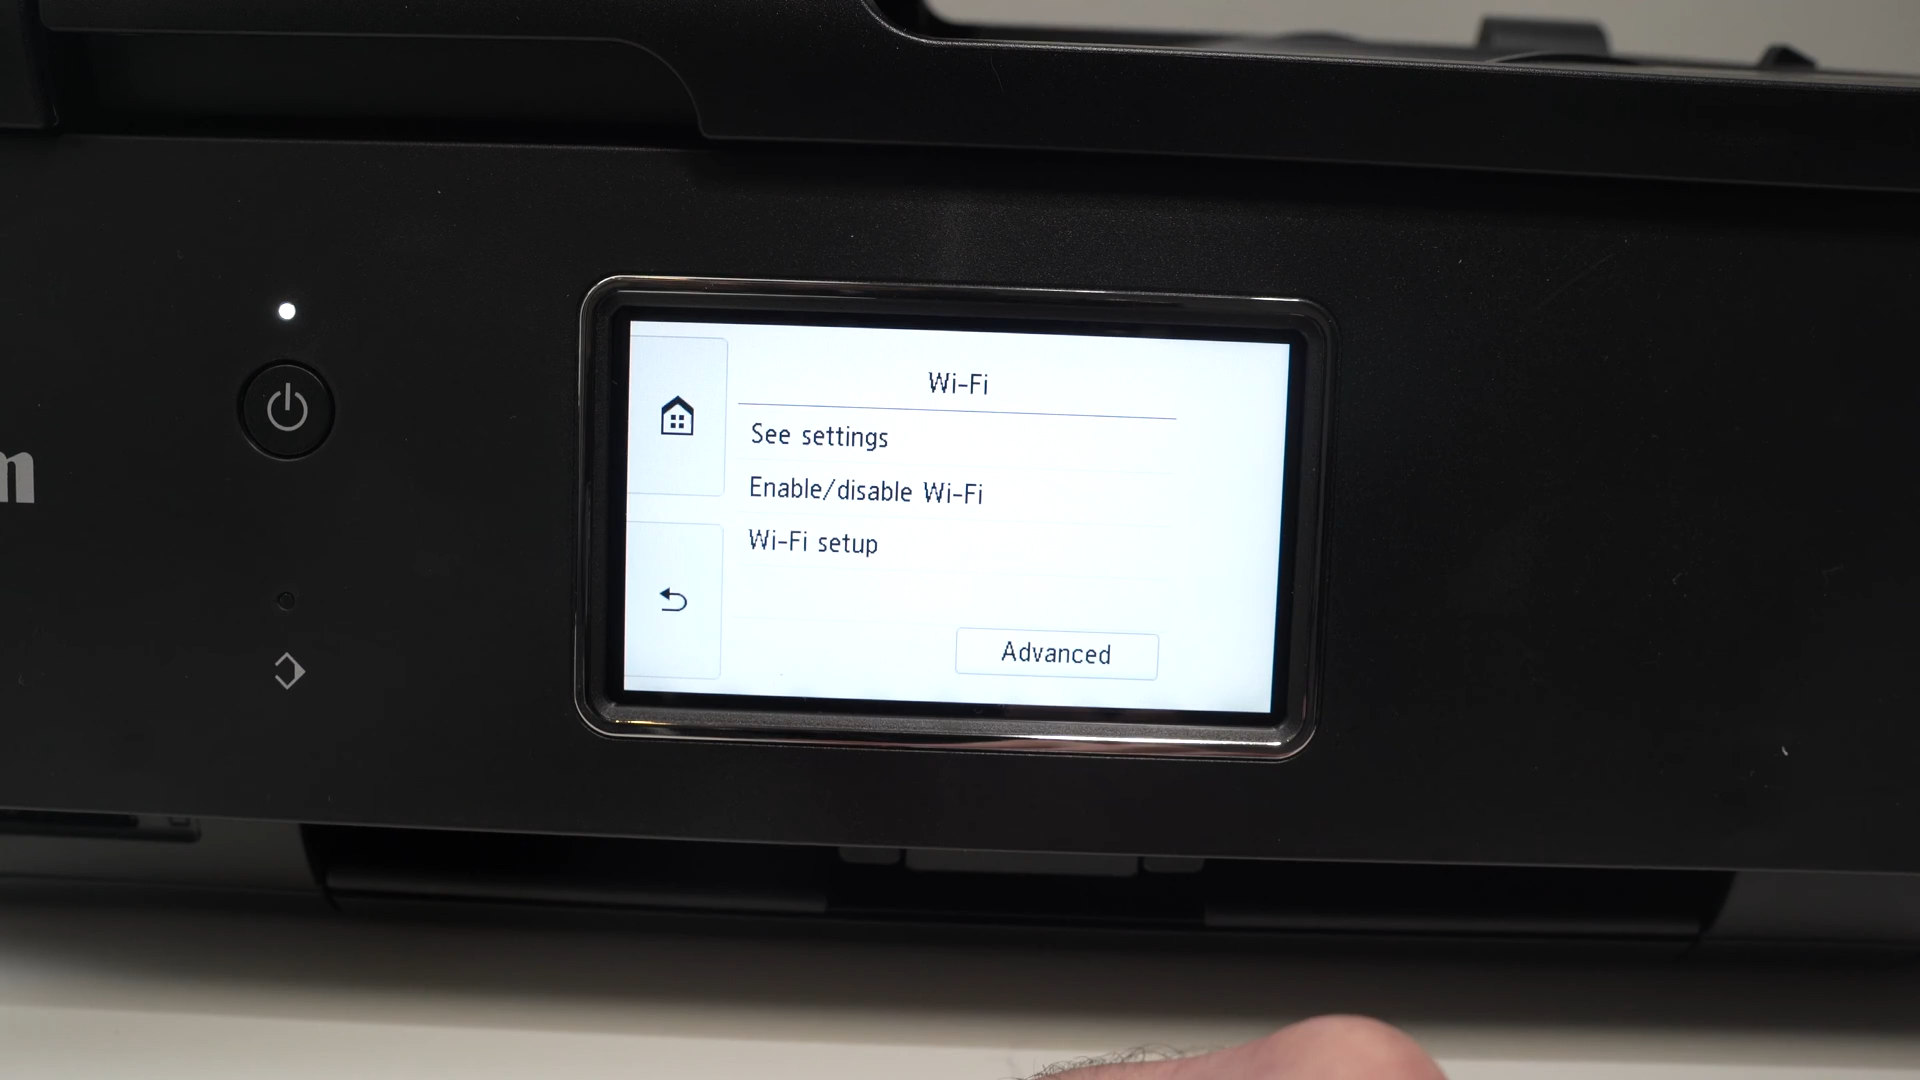 Wi-Fi
See settings
Enable/disable Wi-Fi
Wi-Fi setup
Advanced